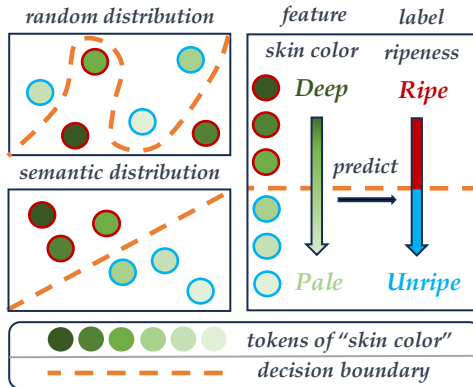 random distribution
semantic distribution
feature label
skin color ripeness
Deep Ripe
predict
Pale Unripe
tokens of “skin color”
decision boundary